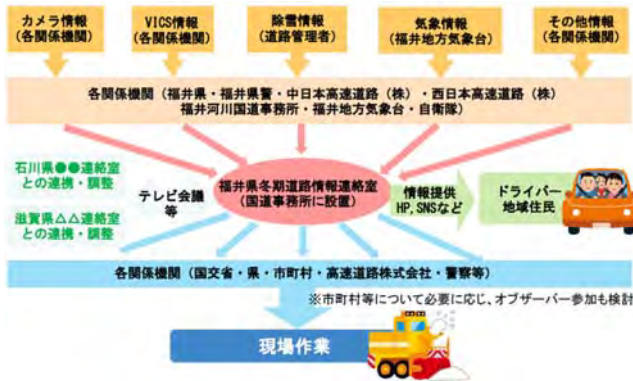 カメラ情報
(各関係機関)
VICS情報
(各関係機関)
除雪情報
(道路管理者)
気象情報
(福井地方気象台)
その他情報
(各関係機関)
各関係機関(福井県・福井県警・中日本高速道路(株)・西日本高速道路(株)
福井河川国道事務所・福井地方気象台・自衛隊)
石川県●●連絡室
との連携・調整
滋賀県△△連絡室
との連携・調整
テレビ会議
等
福井県冬期道路情報連絡室
(国道事務所に設置)
情報提供
HP,SNSなど
ドライバー
地域住民
各関係機関(国交省・県・市町村・高速道路株式会社・警察等)
※市町村等について必要に応じ、オブザーバー参加も検討
現場作業